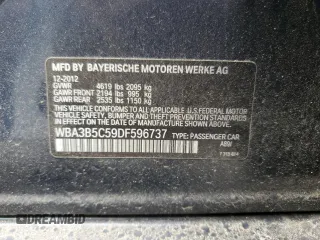 MFD BY BAYERISCHE MOTOREN WERKE AG
12-2012
GVWR 4619 lbs 2095 kg
GAWR FRONT 2194 lbs 995 kg
GAWR REAR 2535 lbs 1150 kg
THIS VEHICLE CONFORMS TO ALL APPLICABLE U.S. FEDERAL MOTOR
VEHICLE SAFETY, BUMPER AND THEFT PREVENTION STANDARDS
IN EFFECT ON THE DATE OF MANUFACTURE SHOWN ABOVE.
WBA3B5C59DF596737 TYPE: PASSENGER CAR
DREAMBID